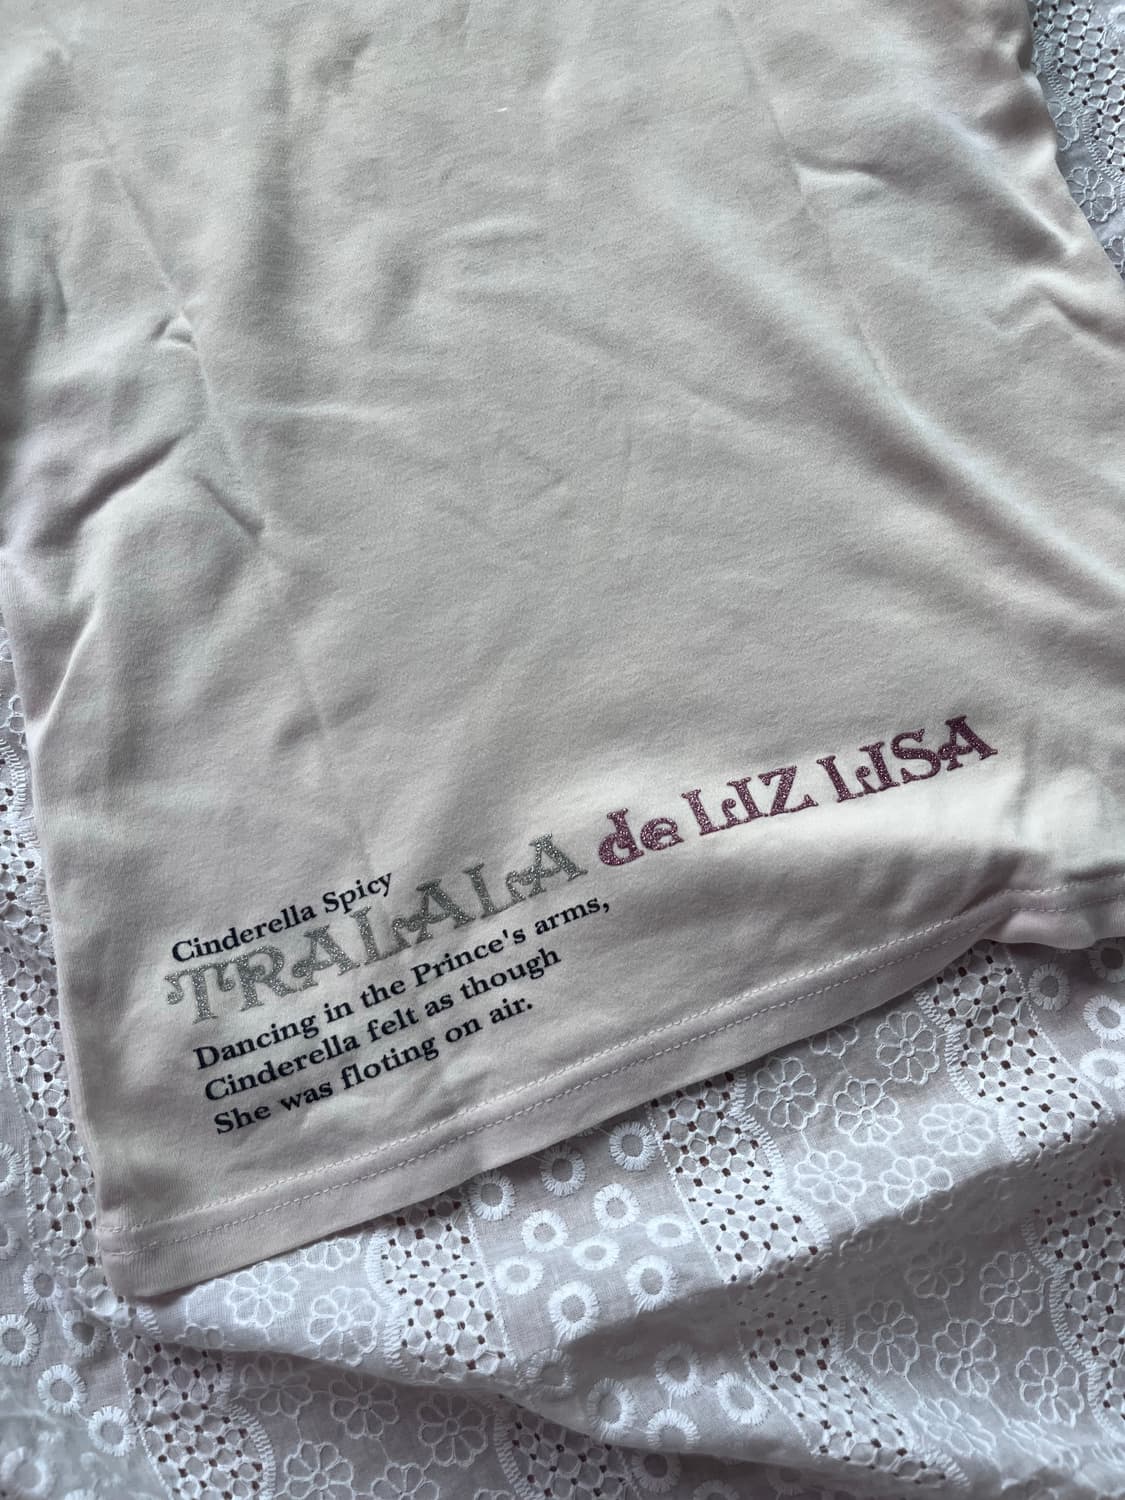 Cinderella Spicy
TRALALA de LIZ LISA
Dancing in the Prince's arms,
Cinderella felt as though
She was floting on air.